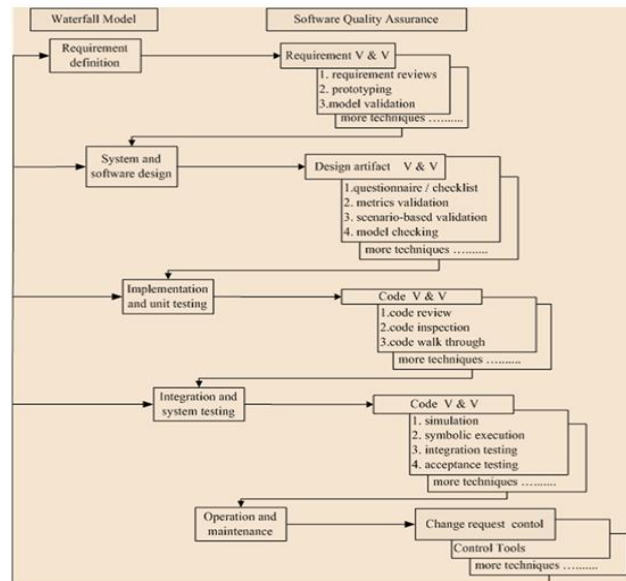 Waterfall Model
Software Quality Assurance
Requirement
definition
Requirement V & V
1. requirement reviews
2. prototyping
3.model validation
more techniques ….......
System and
software design
Design artifact V & V
1.questionnaire / checklist
2. metrics validation
3. scenario-based validation
4. model checking
more techniques ….......
Implementation
and unit testing
Code V & V
1.code review
2.code inspection
3.code walk through
more techniques ….......
Integration and
system testing
Code V & V
1. simulation
2. symbolic execution
3. integration testing
4. acceptance testing
more techniques ….......
Operation and
maintenance
Change request contol
Control Tools
more techniques ….......